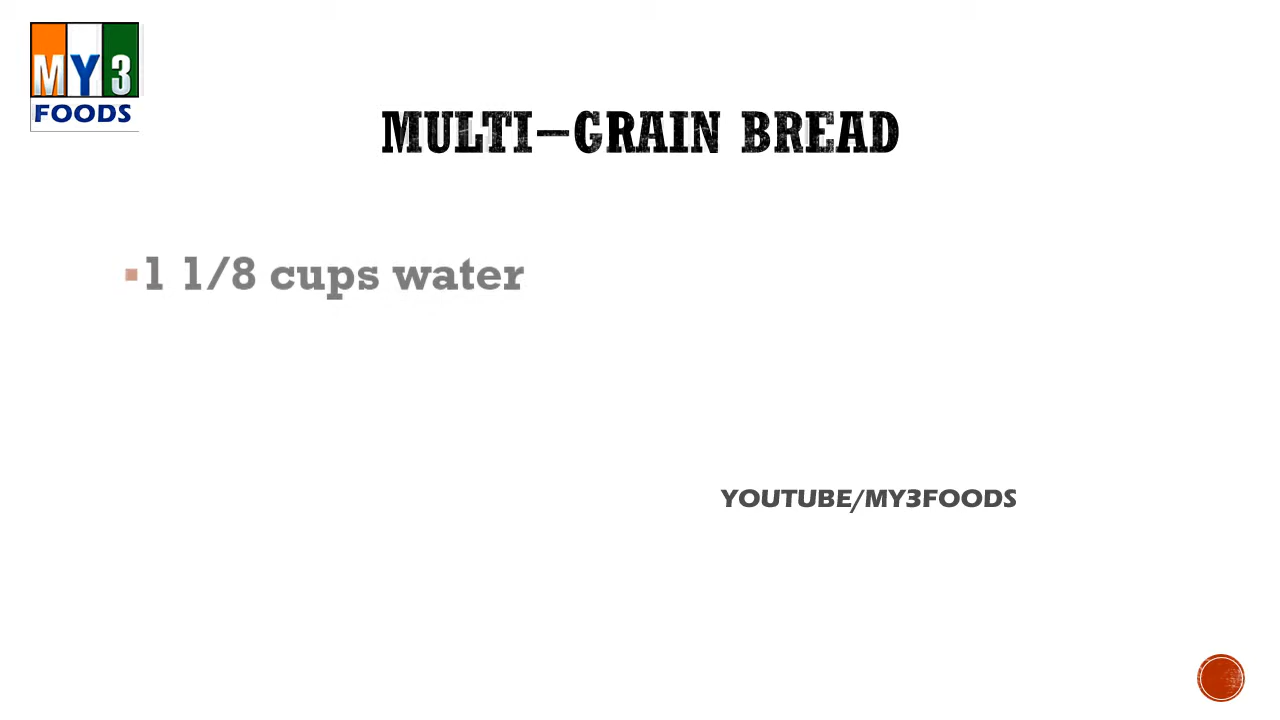 MY3
FOODS
MULTI–GRAIN BREAD
▪1 1/8 cups water
YOUTUBE/MY3FOODS